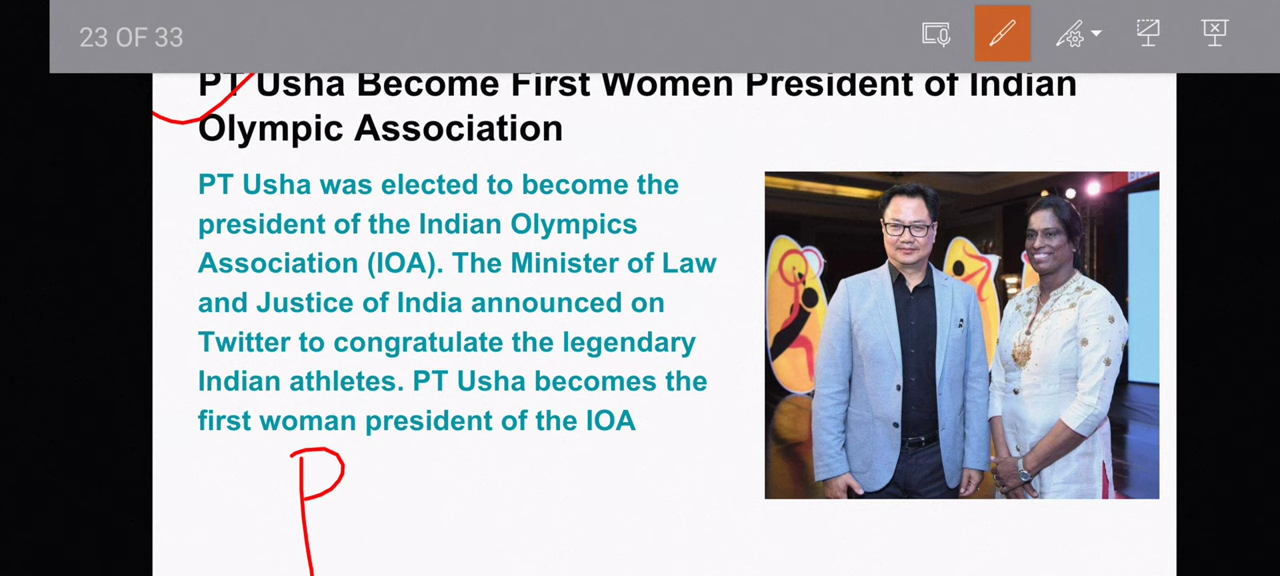 23 OF 33
PT Usha Become First Women President of Indian
Olympic Association
PT Usha was elected to become the
president of the Indian Olympics
Association (IOA). The Minister of Law
and Justice of India announced on
Twitter to congratulate the legendary
Indian athletes. PT Usha becomes the
first woman president of the IOA
P